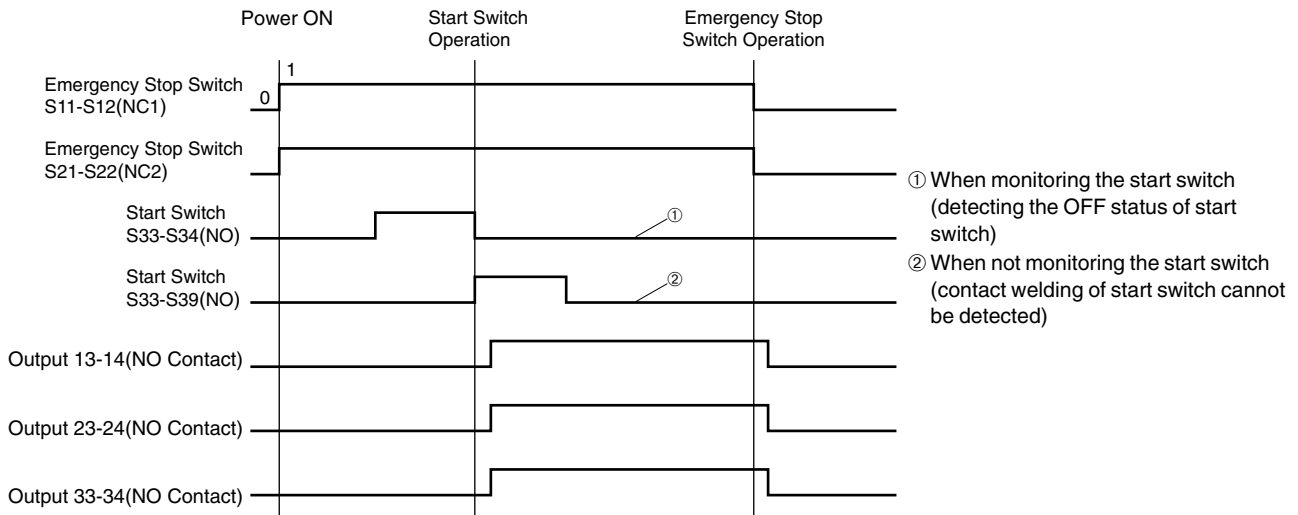 Power ON
Start Switch
Operation
Emergency Stop
Switch Operation
1
0
Emergency Stop Switch
S11-S12(NC1)
Emergency Stop Switch
S21-S22(NC2)
Start Switch
S33-S34(NO)
①
Start Switch
S33-S39(NO)
②
Output 13-14(NO Contact)
Output 23-24(NO Contact)
Output 33-34(NO Contact)
① When monitoring the start switch
(detecting the OFF status of start
switch)
② When not monitoring the start switch
(contact welding of start switch cannot
be detected)